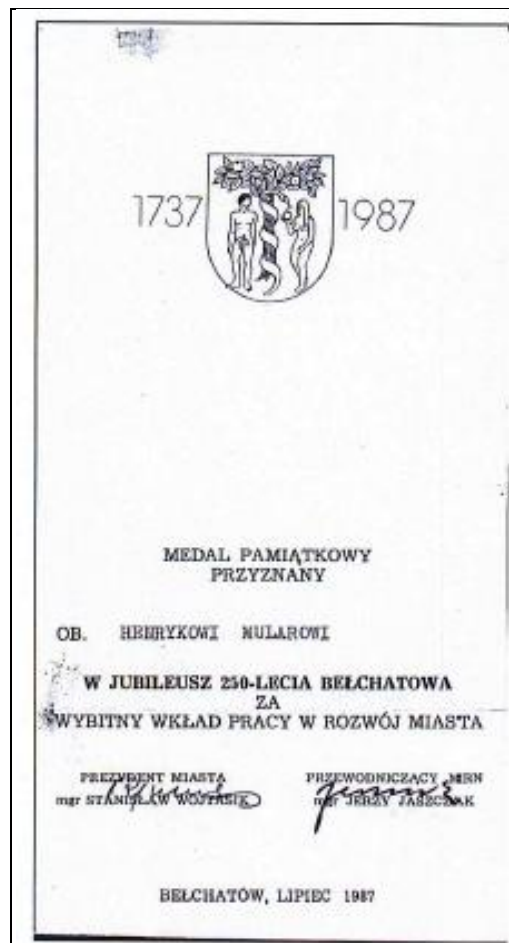 1737 1987
MEDAL PAMIĄTKOWY
PRZYZNANY
OB. HENRYKOWI MULAROWI
W JUBILEUSZ 250-LECIA BEŁCHATOWA
ZA
WYBITNY WKŁAD PRACY W ROZWÓJ MIASTA
PREZYDENT MIASTA
mgr STANISŁAW WOJTASIK
PRZEWODNICZĄCY MRN
mgr JERZY JASZCZAK
BEŁCHATÓW, LIPIEC 1987